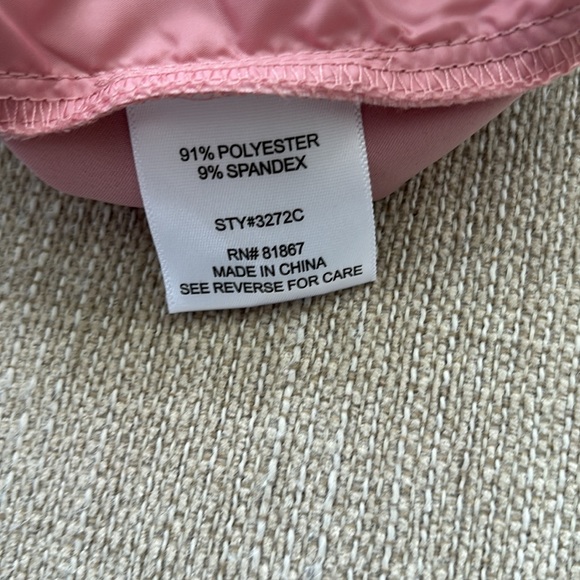 91% POLYESTER
9% SPANDEX
STY#3272C
RN# 81867
MADE IN CHINA
SEE REVERSE FOR CARE